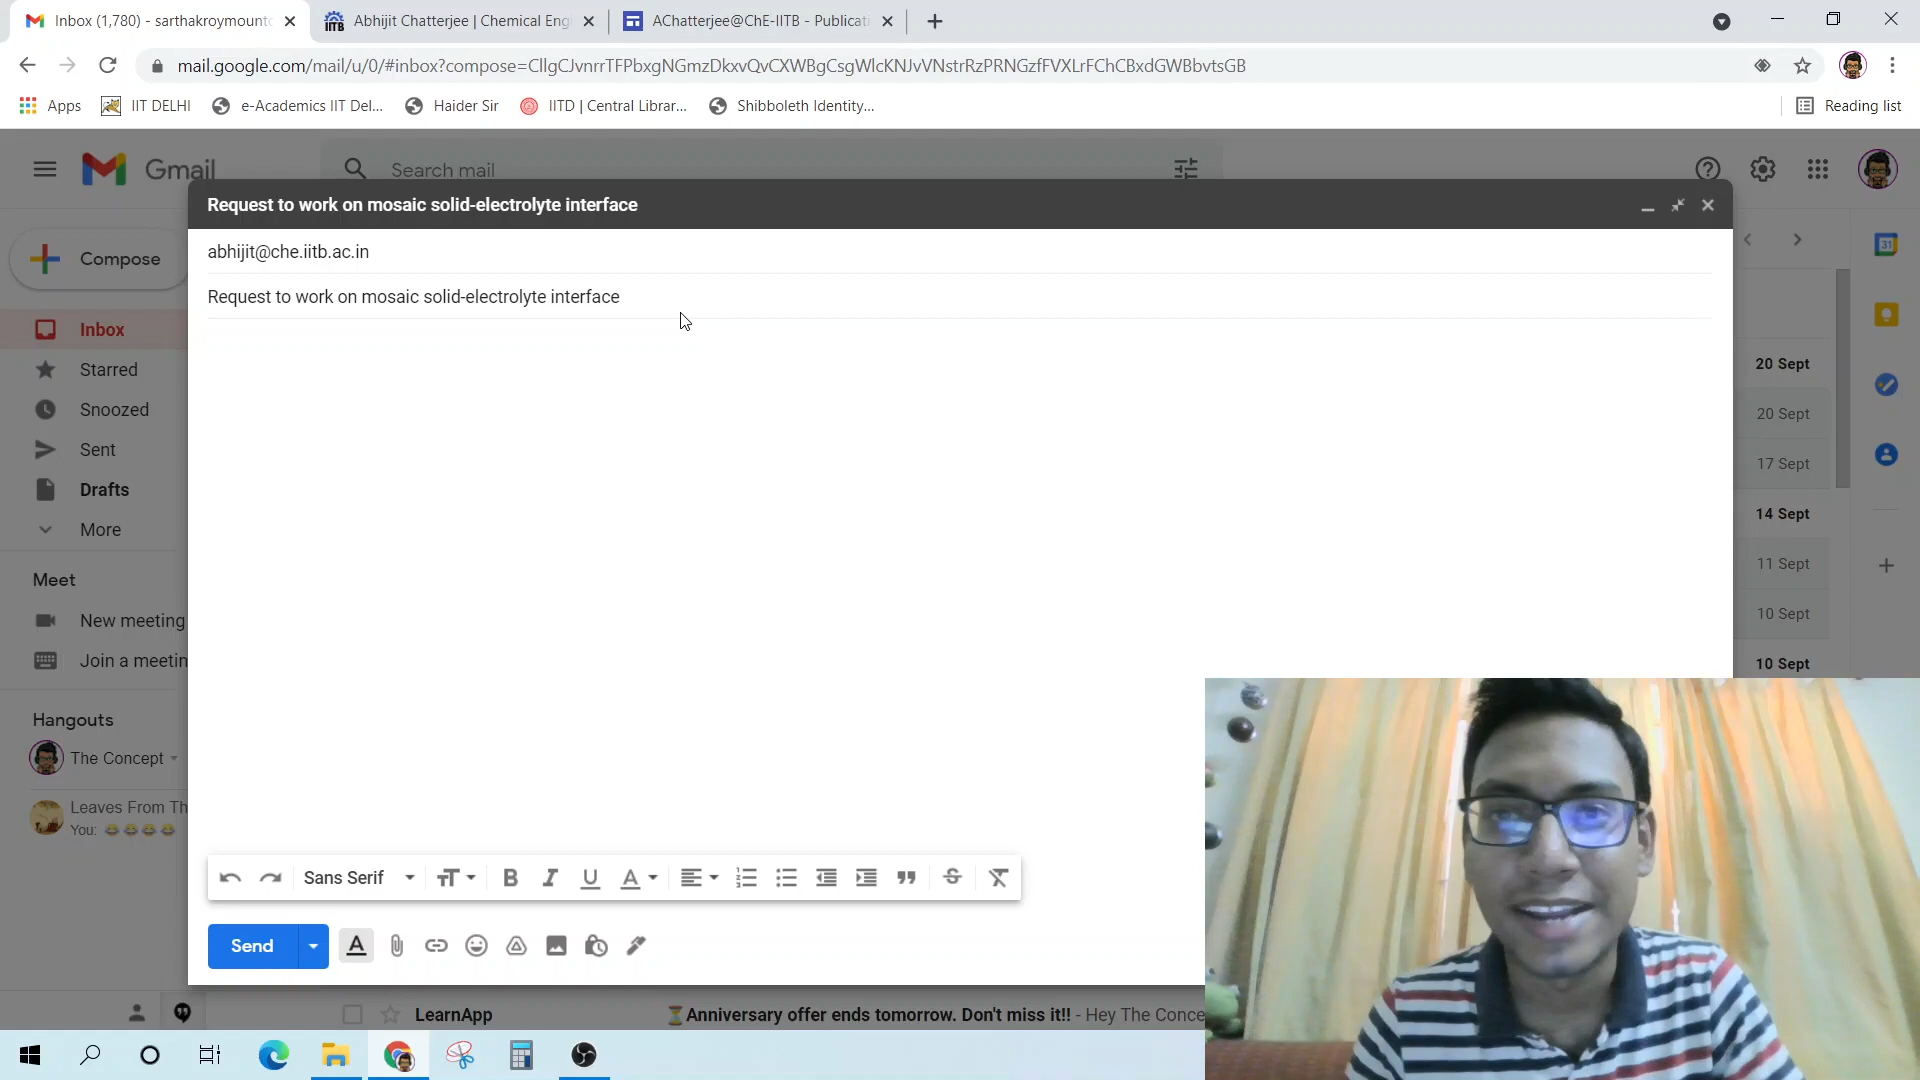 Inbox (1,780) - sarthakroymountc
Abhijit Chatterjee | Chemical Eng
AChatterjee@ChE-IITB - Publicati
mail.google.com/mail/u/0/#inbox?compose=CllgCJvnrrTFPbxgNGmzDkxvQvCXWBgCsgWlcKNJvVNstrRzPRNGzfFVXLrFChCBxdGWBbvtsGB
Apps
IIT DELHI
e-Academics IIT Del...
Haider Sir
IITD | Central Librar...
Shibboleth Identity...
Reading list
Gmail
Search mail
Request to work on mosaic solid-electrolyte interface
abhijit@che.iitb.ac.in
Request to work on mosaic solid-electrolyte interface
Compose
Inbox
Starred
Snoozed
Sent
Drafts
More
Meet
New meeting
Join a meetin
Hangouts
The Concept
Leaves From Th
You: 😂😂😂😂
20 Sept
20 Sept
17 Sept
14 Sept
11 Sept
10 Sept
10 Sept
31
Sans Serif
Send
LearnApp
⏳Anniversary offer ends tomorrow. Don't miss it!! - Hey The Conce